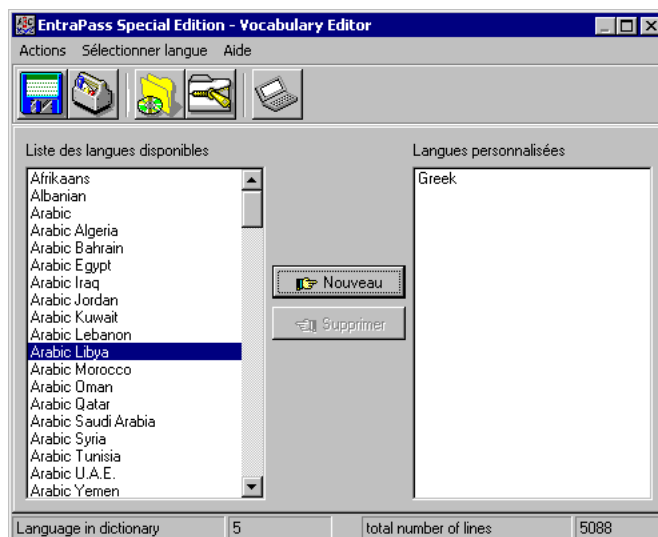 EntraPass Special Edition - Vocabulary Editor
Actions Sélectionner langue Aide
Liste des langues disponibles
Afrikaans
Albanian
Arabic
Arabic Algeria
Arabic Bahrain
Arabic Egypt
Arabic Iraq
Arabic Jordan
Arabic Kuwait
Arabic Lebanon
Arabic Libya
Arabic Morocco
Arabic Oman
Arabic Qatar
Arabic Saudi Arabia
Arabic Syria
Arabic Tunisia
Arabic U.A.E.
Arabic Yemen
Nouveau
Supprimer
Langues personnalisées
Greek
Language in dictionary 5 total number of lines 5088